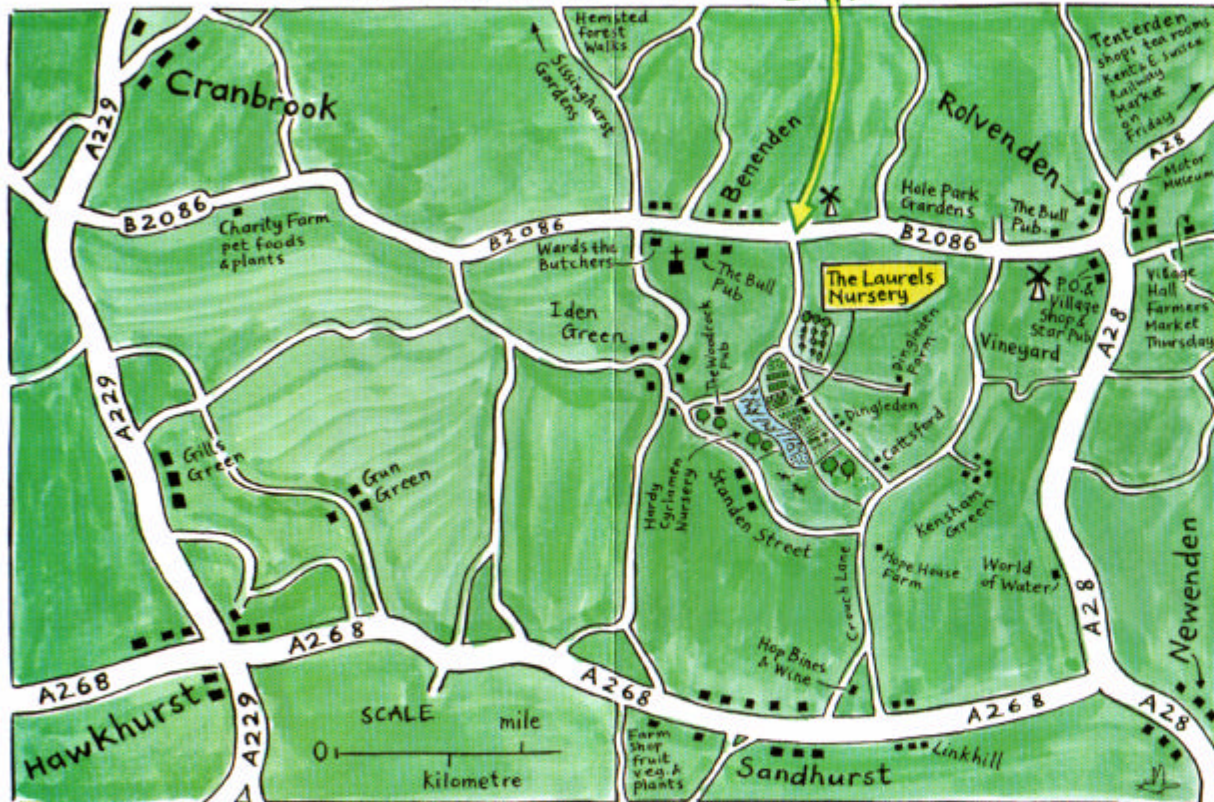 Hemsted
forest
Walks
Sissinghurst
Gardens
Tenterden
shops tea rooms
Kent & E. Sussex
Railway
Market
on
Friday
Cranbrook
A229
Rolvenden
A28
Motor
Museum
Benenden
Hole Park
Gardens
The Bull
Pub
B2086
Charity Farm
pet foods
& plants
B2086
Wards the
Butchers
The Bull
Pub
B2086
The Laurels
Nursery
P.O. &
Village
Shop &
Star Pub
Village
Hall
Farmers
Market
Thursday
Iden
Green
The Woodcock
Pub
Dingleden
Farm
Vineyard
A28
A229
Dingleden
Cattsford
Gills
Green
Gun
Green
Hardy
Cyclamen
Nursery
Standen Street
Kensham
Green
Hope House
Farm
World
of Water
Crouch Lane
A28
Newenden
A268
Hop Bines
& Wine
A268
A268
A268
A28
Hawkhurst
A229
SCALE
mile
0
Kilometre
Farm
shop
fruit
veg. &
plants
Sandhurst
Linkhill